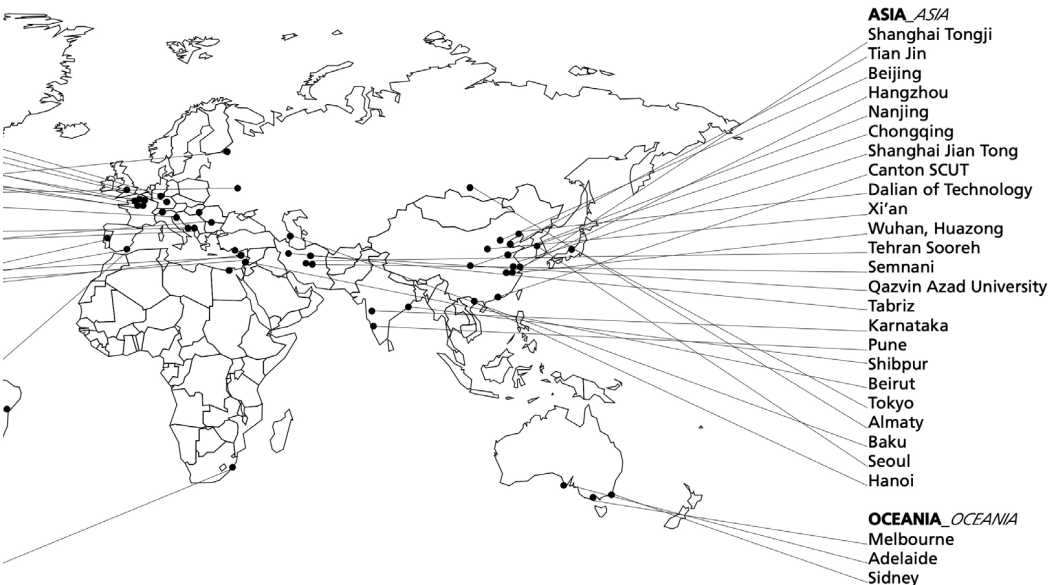 ASIA_ASIA
Shanghai Tongji
Tian Jin
Beijing
Hangzhou
Nanjing
Chongqing
Shanghai Jian Tong
Canton SCUT
Dalian of Technology
Xi'an
Wuhan, Huazong
Tehran Sooreh
Semnani
Qazvin Azad University
Tabriz
Karnataka
Pune
Shibpur
Beirut
Tokyo
Almaty
Baku
Seoul
Hanoi
OCEANIA_OCEANIA
Melbourne
Adelaide
Sidney